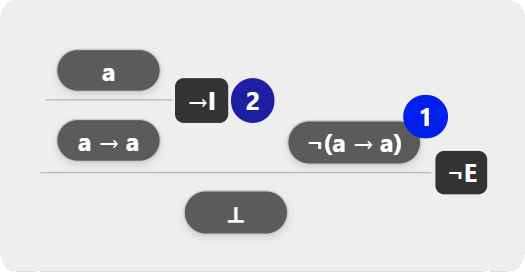 a
→I 2
a → a
1
¬(a → a)
¬E
⊥